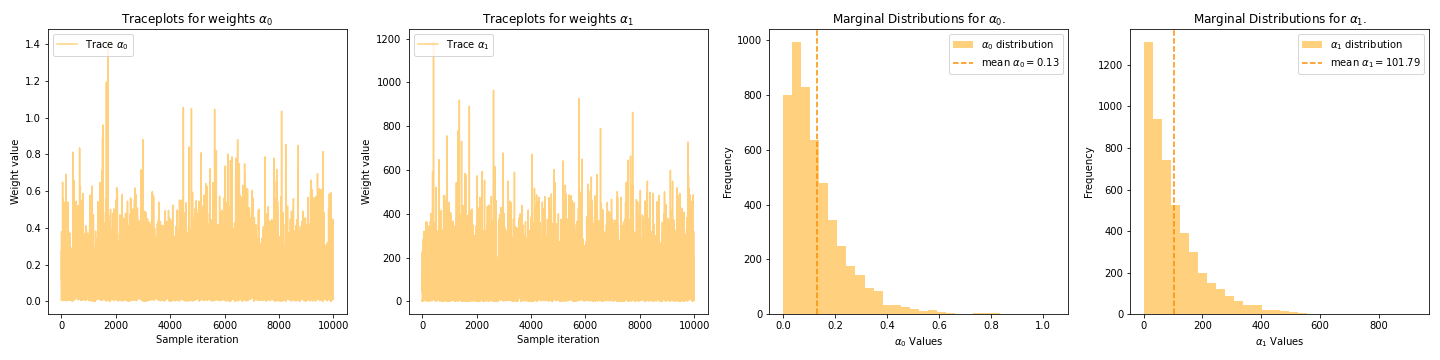 Traceplots for weights α₀
Trace α₀
1.4
1.2
1.0
0.8
0.6
0.4
0.2
0.0
Weight value
0 2000 4000 6000 8000 10000
Sample iteration
Traceplots for weights α₁
Trace α₁
1200
1000
800
600
400
200
0
Weight value
0 2000 4000 6000 8000 10000
Sample iteration
Marginal Distributions for α₀.
α₀ distribution
mean α₀ = 0.13
1000
800
600
400
200
0
Frequency
0.0 0.2 0.4 0.6 0.8 1.0
α₀ Values
Marginal Distributions for α₁.
α₁ distribution
mean α₁ = 101.79
1200
1000
800
600
400
200
0
Frequency
0 200 400 600 800
α₁ Values